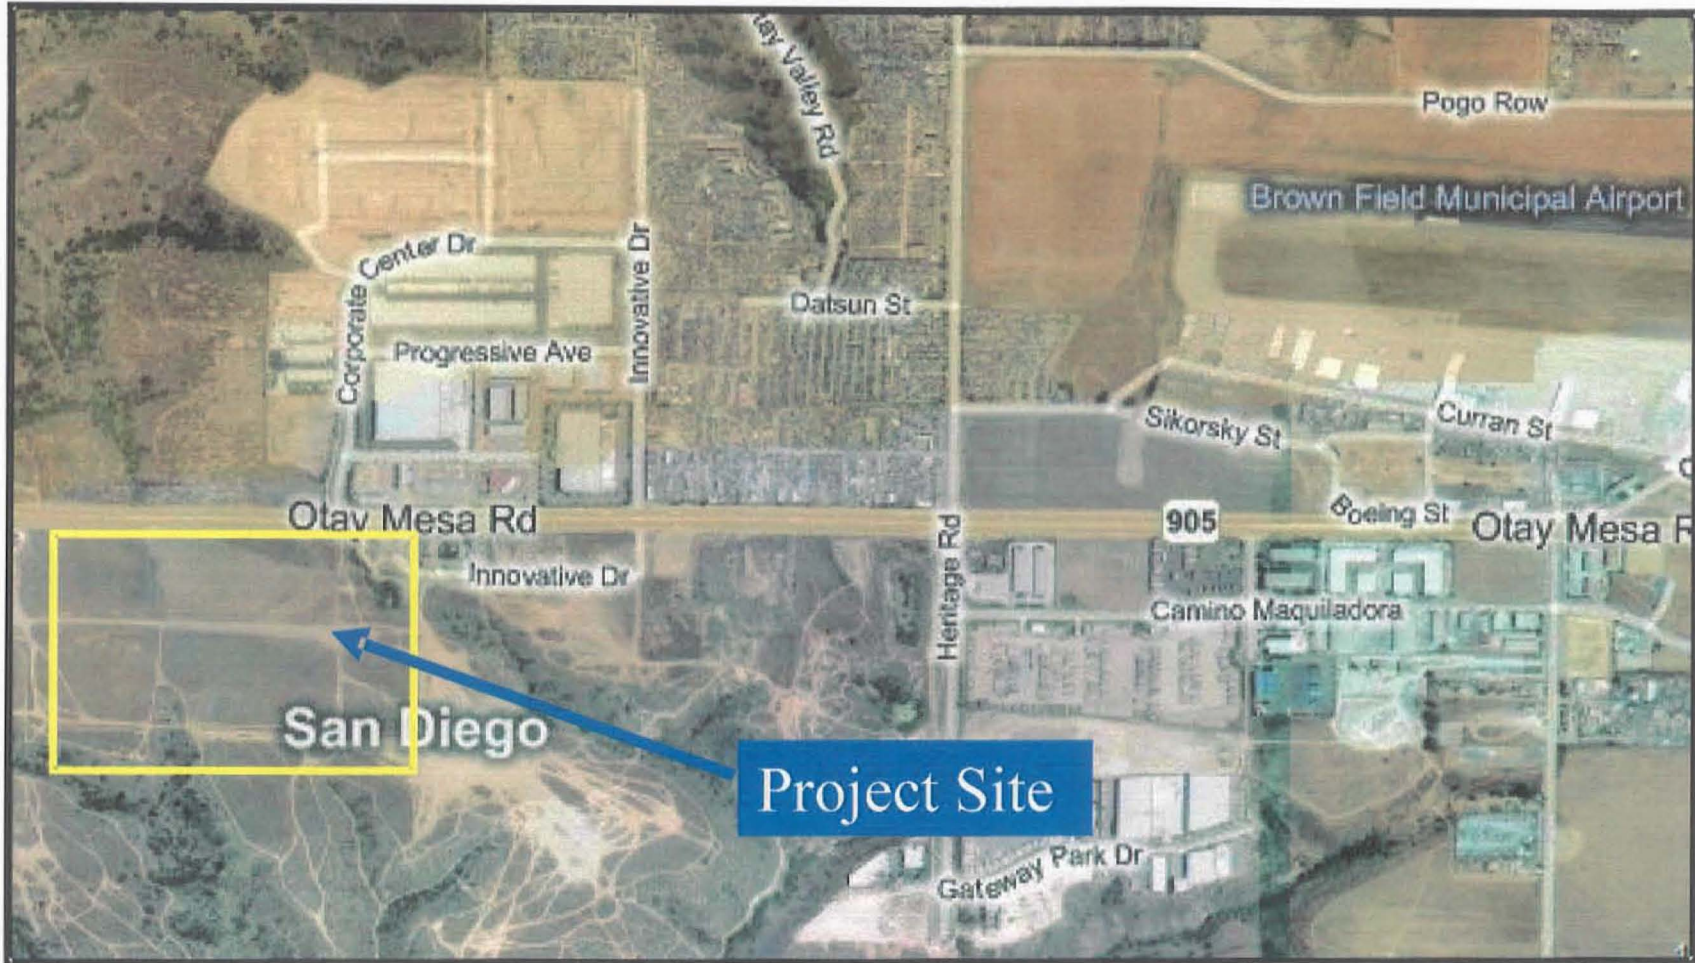 tay Valley Rd
Pogo Row
Brown Field Municipal Airport
Corporate Center Dr
Innovative Dr
Datsun St
Progressive Ave
Sikorsky St
Curran St
Otay Mesa Rd
905
Boeing St
Otay Mesa R
Innovative Dr
Heritage Rd
Camino Maquiladora
San Diego
Project Site
Gateway Park Dr